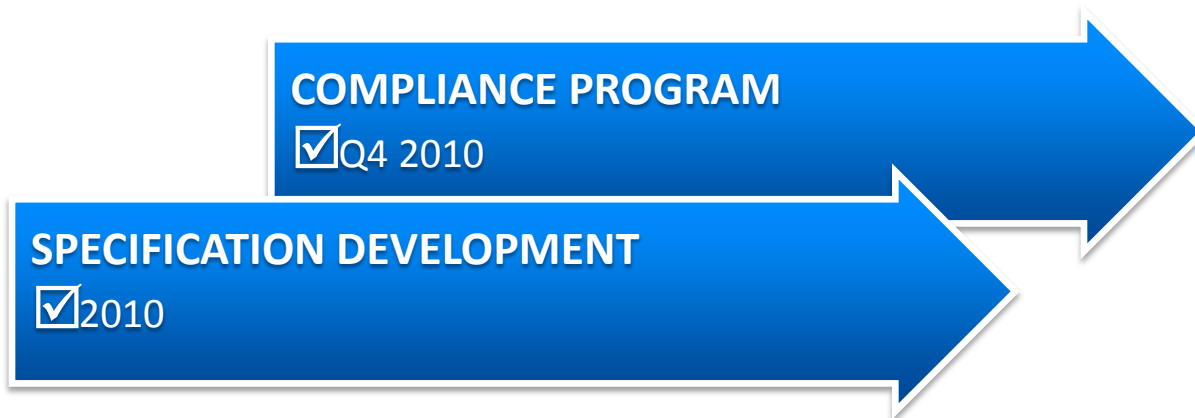 COMPLIANCE PROGRAM
☑Q4 2010
SPECIFICATION DEVELOPMENT
☑2010